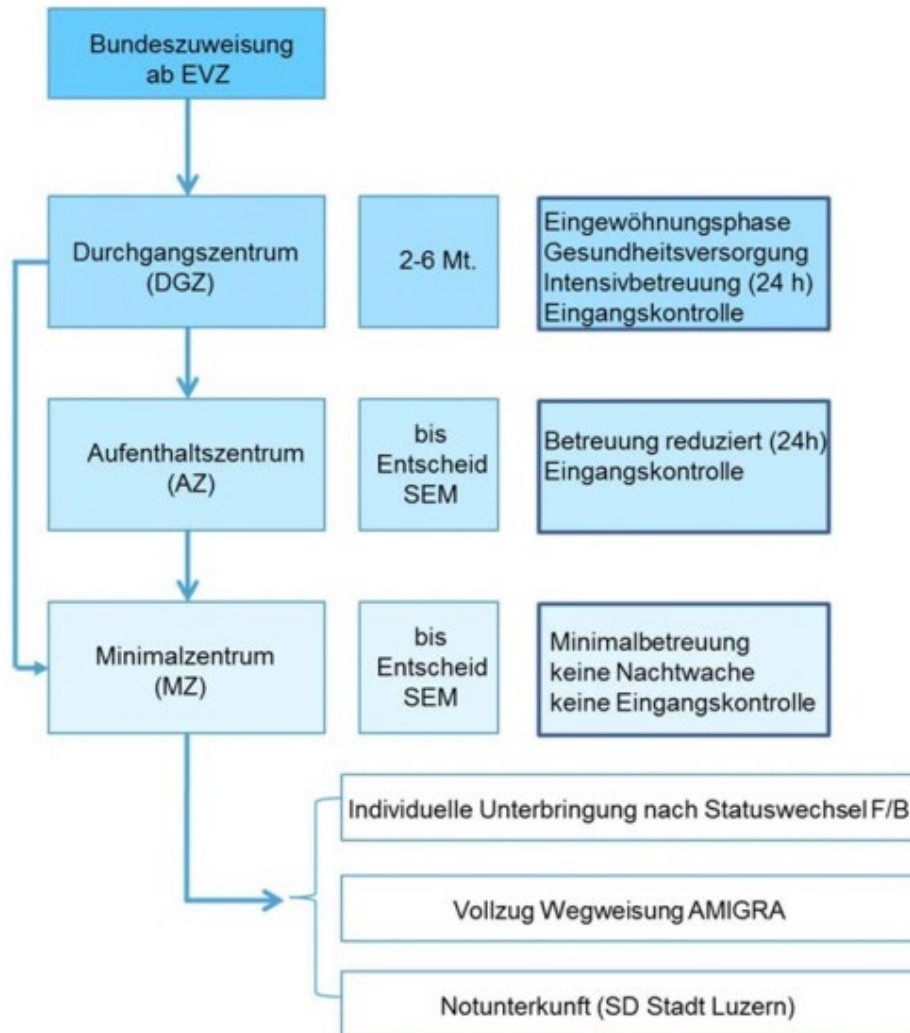 Bundeszuweisung
ab EVZ
Durchgangszentrum
(DGZ)
2-6 Mt.
Eingewöhnungsphase
Gesundheitsversorgung
Intensivbetreuung (24 h)
Eingangskontrolle
Aufenthaltszentrum
(AZ)
bis
Entscheid
SEM
Betreuung reduziert (24h)
Eingangskontrolle
Minimalzentrum
(MZ)
bis
Entscheid
SEM
Minimalbetreuung
keine Nachtwache
keine Eingangskontrolle
Individuelle Unterbringung nach Statuswechsel F/B
Vollzug Wegweisung AMIGRA
Notunterkunft (SD Stadt Luzern)